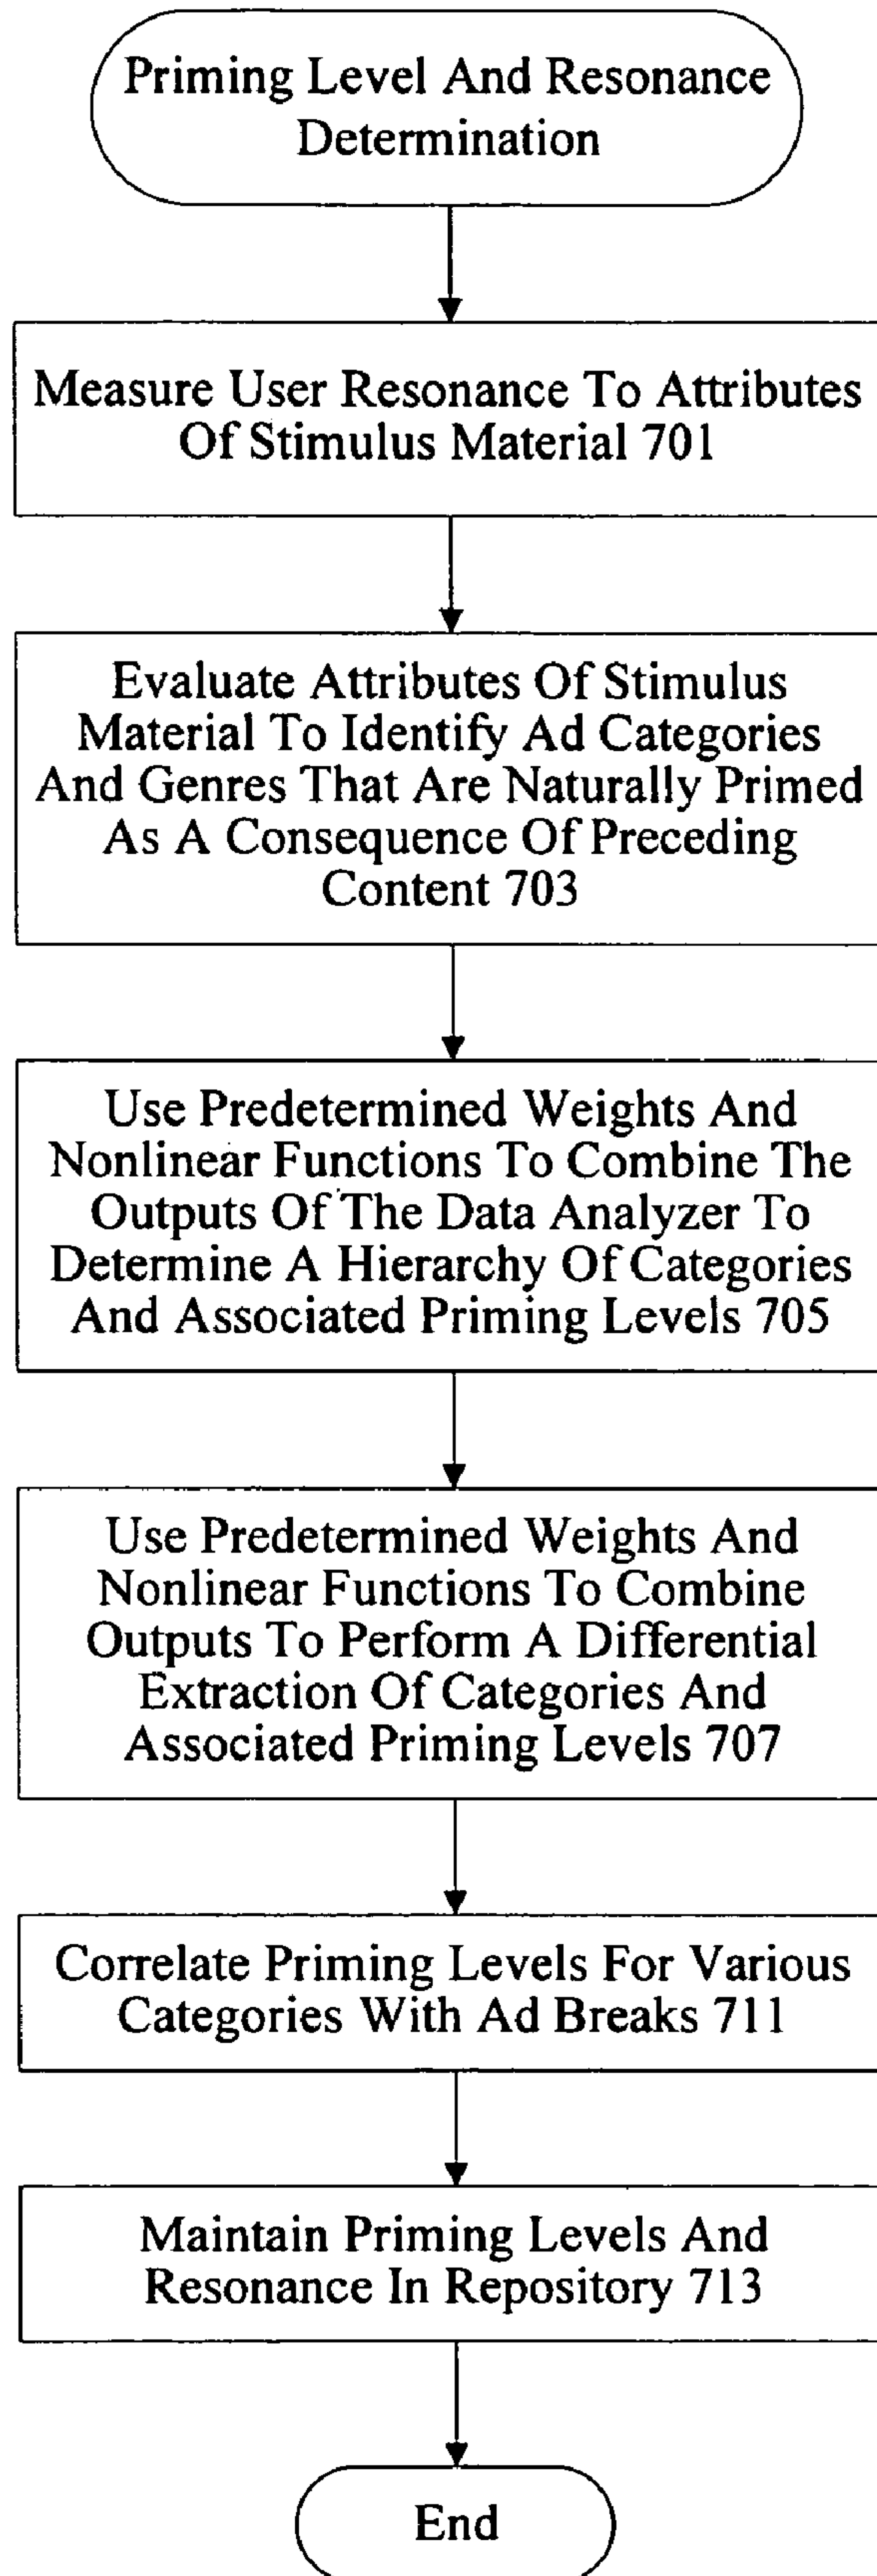 Priming Level And Resonance
Determination
Measure User Resonance To Attributes
Of Stimulus Material 701
Evaluate Attributes Of Stimulus
Material To Identify Ad Categories
And Genres That Are Naturally Primed
As A Consequence Of Preceding
Content 703
Use Predetermined Weights And
Nonlinear Functions To Combine The
Outputs Of The Data Analyzer To
Determine A Hierarchy Of Categories
And Associated Priming Levels 705
Use Predetermined Weights And
Nonlinear Functions To Combine
Outputs To Perform A Differential
Extraction Of Categories And
Associated Priming Levels 707
Correlate Priming Levels For Various
Categories With Ad Breaks 711
Maintain Priming Levels And
Resonance In Repository 713
End